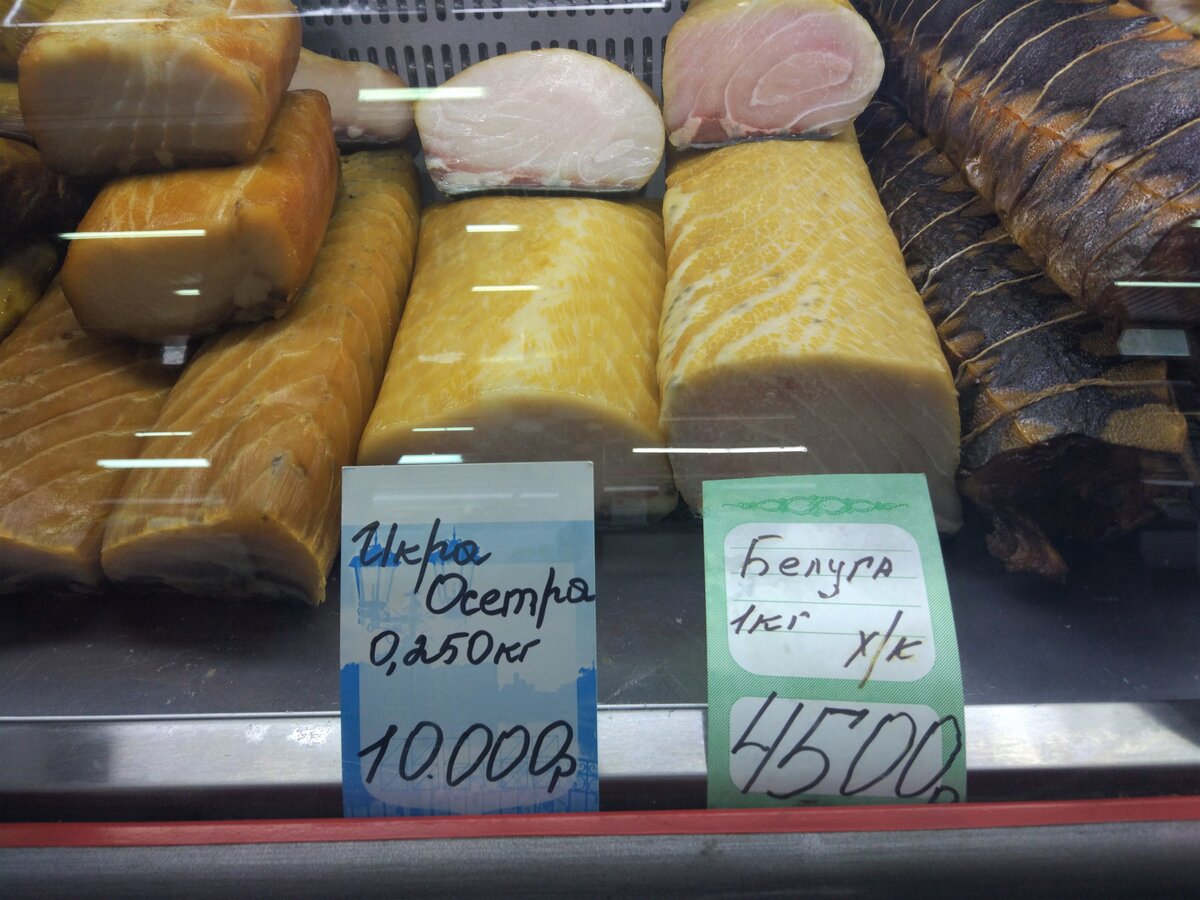 Икра
Осетра
0,250кг
10.000р
Белуга
1кг
х/к
4500р